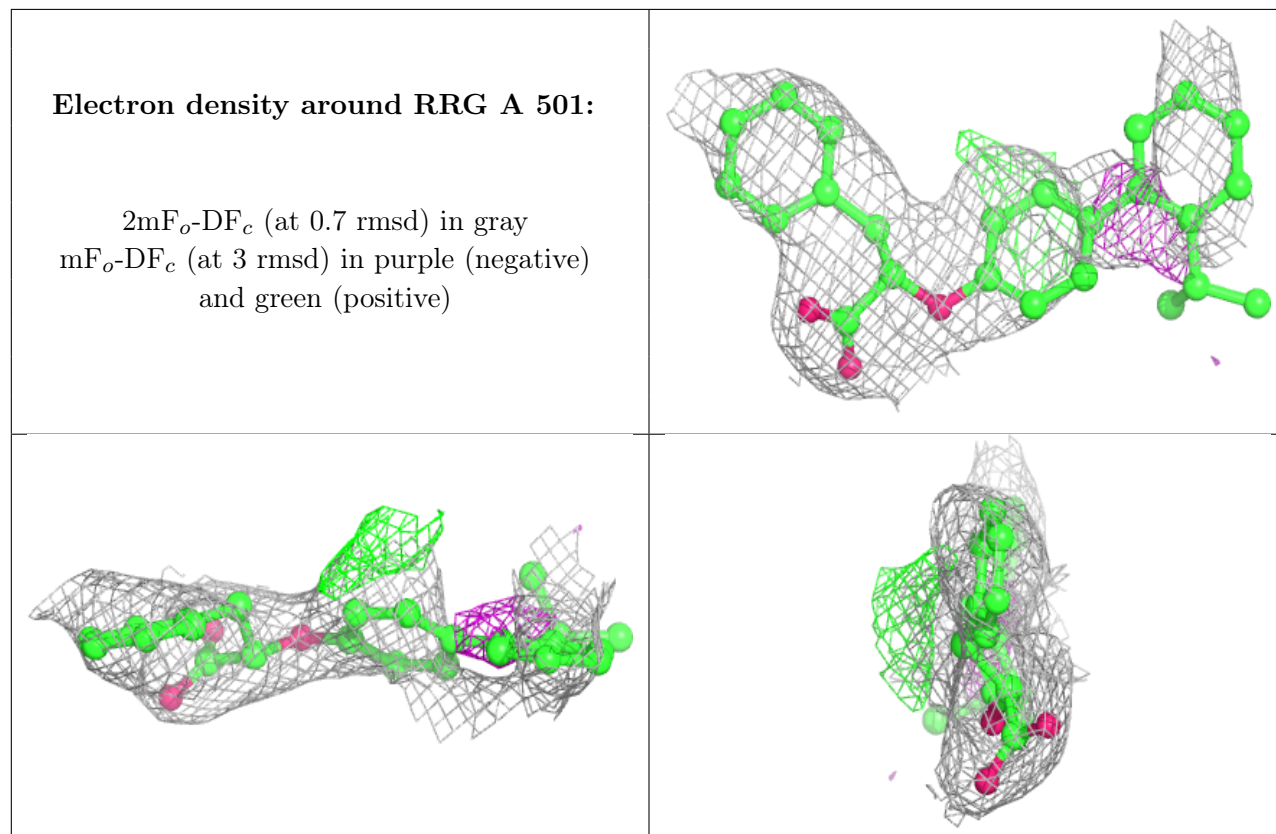 Electron density around RRG A 501:
2mFo-DFc (at 0.7 rmsd) in gray
mFo-DFc (at 3 rmsd) in purple (negative)
and green (positive)